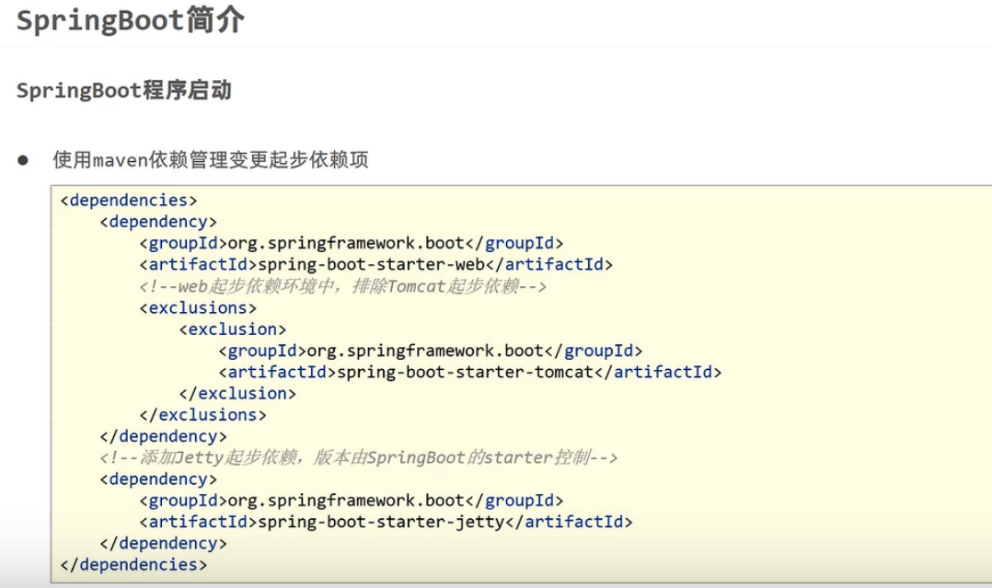 SpringBoot简介
SpringBoot程序启动
● 使用maven依赖管理变更起步依赖项
<dependencies>
    <dependency>
        <groupId>org.springframework.boot</groupId>
        <artifactId>spring-boot-starter-web</artifactId>
        <!--web起步依赖环境中，排除Tomcat起步依赖-->
        <exclusions>
            <exclusion>
                <groupId>org.springframework.boot</groupId>
                <artifactId>spring-boot-starter-tomcat</artifactId>
            </exclusion>
        </exclusions>
    </dependency>
    <!--添加Jetty起步依赖，版本由SpringBoot的starter控制-->
    <dependency>
        <groupId>org.springframework.boot</groupId>
        <artifactId>spring-boot-starter-jetty</artifactId>
    </dependency>
</dependencies>